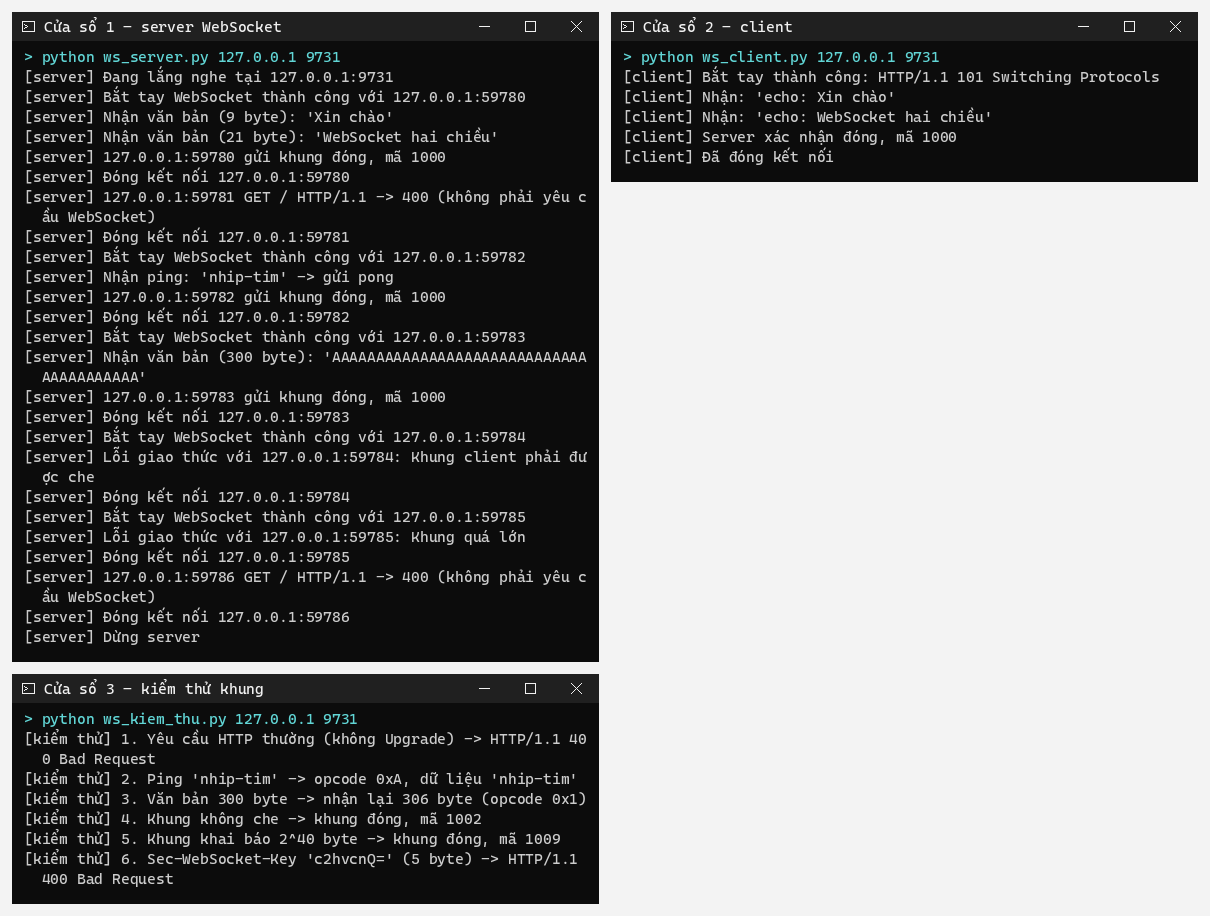 Cửa sổ 1 - server WebSocket
> python ws_server.py 127.0.0.1 9731
[server] Đang lắng nghe tại 127.0.0.1:9731
[server] Bắt tay WebSocket thành công với 127.0.0.1:59780
[server] Nhận văn bản (9 byte): 'Xin chào'
[server] Nhận văn bản (21 byte): 'WebSocket hai chiều'
[server] 127.0.0.1:59780 gửi khung đóng, mã 1000
[server] Đóng kết nối 127.0.0.1:59780
[server] 127.0.0.1:59781 GET / HTTP/1.1 -> 400 (không phải yêu c
ầu WebSocket)
[server] Đóng kết nối 127.0.0.1:59781
[server] Bắt tay WebSocket thành công với 127.0.0.1:59782
[server] Nhận ping: 'nhip-tim' -> gửi pong
[server] 127.0.0.1:59782 gửi khung đóng, mã 1000
[server] Đóng kết nối 127.0.0.1:59782
[server] Bắt tay WebSocket thành công với 127.0.0.1:59783
[server] Nhận văn bản (300 byte): 'AAAAAAAAAAAAAAAAAAAAAAAAAAAAA
AAAAAAAAAAA'
[server] 127.0.0.1:59783 gửi khung đóng, mã 1000
[server] Đóng kết nối 127.0.0.1:59783
[server] Bắt tay WebSocket thành công với 127.0.0.1:59784
[server] Lỗi giao thức với 127.0.0.1:59784: Khung client phải đư
ợc che
[server] Đóng kết nối 127.0.0.1:59784
[server] Bắt tay WebSocket thành công với 127.0.0.1:59785
[server] Lỗi giao thức với 127.0.0.1:59785: Khung quá lớn
[server] Đóng kết nối 127.0.0.1:59785
[server] 127.0.0.1:59786 GET / HTTP/1.1 -> 400 (không phải yêu c
ầu WebSocket)
[server] Đóng kết nối 127.0.0.1:59786
[server] Dừng server
Cửa sổ 2 - client
> python ws_client.py 127.0.0.1 9731
[client] Bắt tay thành công: HTTP/1.1 101 Switching Protocols
[client] Nhận: 'echo: Xin chào'
[client] Nhận: 'echo: WebSocket hai chiều'
[client] Server xác nhận đóng, mã 1000
[client] Đã đóng kết nối
Cửa sổ 3 - kiểm thử khung
> python ws_kiem_thu.py 127.0.0.1 9731
[kiểm thử] 1. Yêu cầu HTTP thường (không Upgrade) -> HTTP/1.1 40
0 Bad Request
[kiểm thử] 2. Ping 'nhip-tim' -> opcode 0xA, dữ liệu 'nhip-tim'
[kiểm thử] 3. Văn bản 300 byte -> nhận lại 306 byte (opcode 0x1)
[kiểm thử] 4. Khung không che -> khung đóng, mã 1002
[kiểm thử] 5. Khung khai báo 2^40 byte -> khung đóng, mã 1009
[kiểm thử] 6. Sec-WebSocket-Key 'c2hvcnQ=' (5 byte) -> HTTP/1.1
400 Bad Request